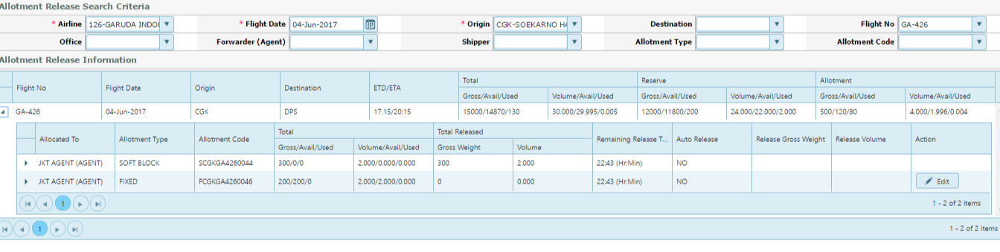 Allotment Release Search Criteria
* Airline 126-GARUDA INDO * Flight Date 04-Jun-2017 * Origin CGK-SOEKARNO HA Destination Flight No GA-426
Office Forwarder (Agent) Shipper Allotment Type Allotment Code
Allotment Release Information
Flight No Flight Date Origin Destination ETD/ETA Total Reserve Allotment
Gross/Avail/Used Volume/Avail/Used Gross/Avail/Used Volume/Avail/Used Gross/Avail/Used Volume/Avail/Used
GA-426 04-Jun-2017 CGK DPS 17:15/20:15 15000/14870/130 30.000/29.995/0.005 12000/11800/200 24.000/22.000/2.000 500/120/80 4.000/1.996/0.004
Allocated To Allotment Type Allotment Code Total Total Released Remaining Release T... Auto Release Release Gross Weight Release Volume Action
Gross/Avail/Used Volume/Avail/Used Gross Weight Volume
JKT AGENT (AGENT) SOFT BLOCK SCGKGA4260044 300/0/0 2.000/0.000/0.000 300 2.000 22:43 (Hr:Min) NO
JKT AGENT (AGENT) FIXED FCGKGA4260046 200/200/0 2.000/2.000/0.000 0 0.000 22:43 (Hr:Min) NO Edit
1 1 - 2 of 2 items
1 1 - 2 of 2 items